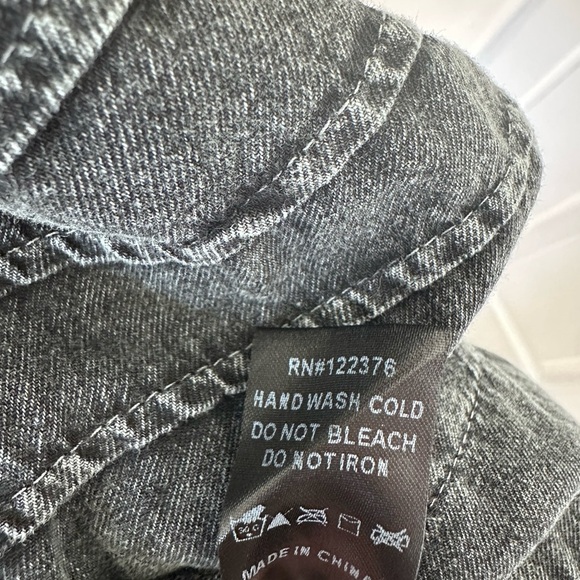 RN#122376
HAND WASH COLD
DO NOT BLEACH
DO NOT IRON
MADE IN CHINA